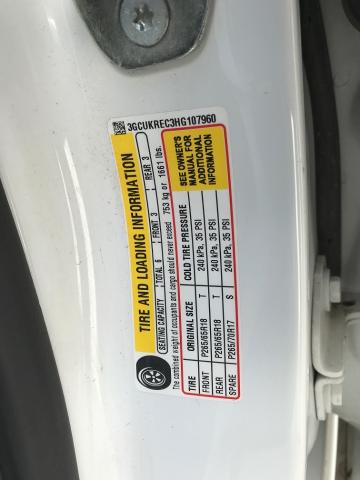 3GCUKREC3HG107960
TIRE AND LOADING INFORMATION
SEATING CAPACITY TOTAL 6 FRONT 3 REAR 3
The combined weight of occupants and cargo should never exceed 753 kg or 1661 lbs.
TIRE ORIGINAL SIZE COLD TIRE PRESSURE
FRONT P265/65R18 T 240 kPa, 35 PSI
REAR P265/65R18 T 240 kPa, 35 PSI
SPARE P265/70R17 S 240 kPa, 35 PSI
SEE OWNER'S
MANUAL FOR
ADDITIONAL
INFORMATION